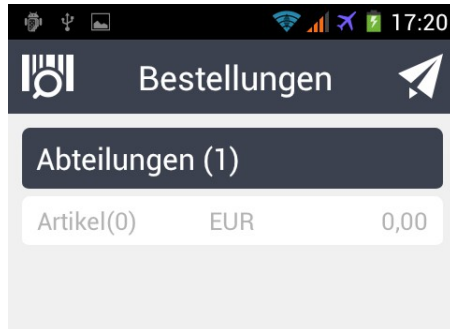 17:20
Bestellungen
Abteilungen (1)
Artikel(0) EUR 0,00